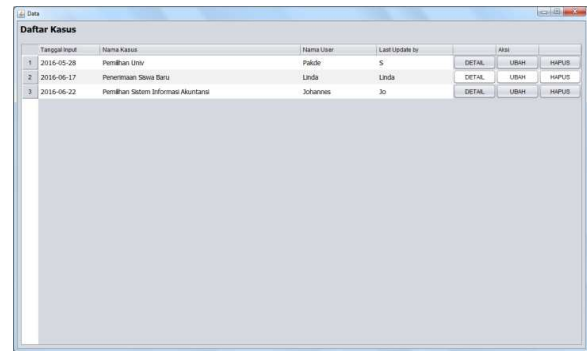 Data
Daftar Kasus
Tanggal Input Nama Kasus Nama User Last Update by Aksi
1 2016-05-28 Pemilihan Univ Pakde S DETAIL UBAH HAPUS
2 2016-06-17 Penerimaan Siswa Baru Linda Linda DETAIL UBAH HAPUS
3 2016-06-22 Pemilihan Sistem Informasi Akuntansi Johannes Jo DETAIL UBAH HAPUS